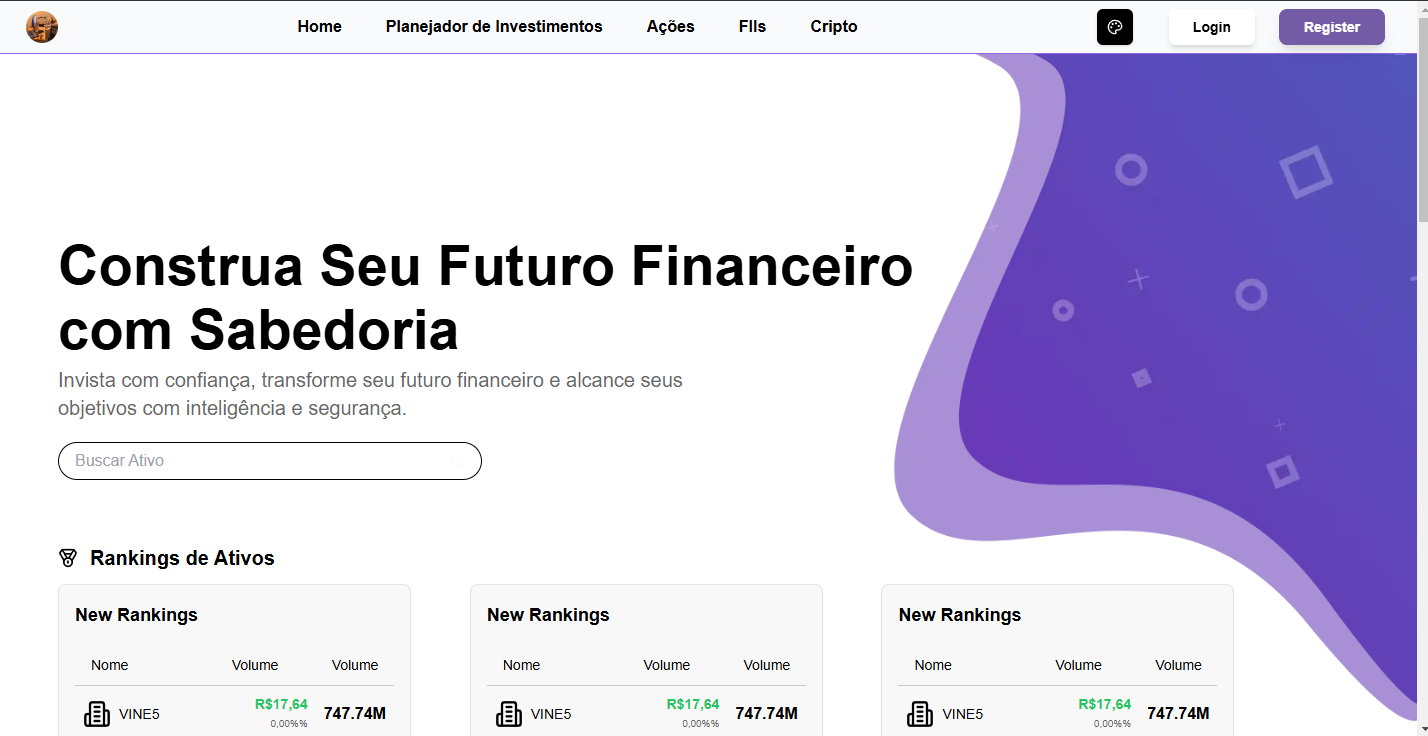 Home Planejador de Investimentos Ações FIIs Cripto Login Register
Construa Seu Futuro Financeiro
com Sabedoria
Invista com confiança, transforme seu futuro financeiro e alcance seus
objetivos com inteligência e segurança.
Buscar Ativo
Rankings de Ativos
New Rankings New Rankings New Rankings
Nome Volume Volume Nome Volume Volume Nome Volume Volume
VINE5 R$17,64 747.74M VINE5 R$17,64 747.74M VINE5 R$17,64 747.74M
0,00%% 0,00%% 0,00%%